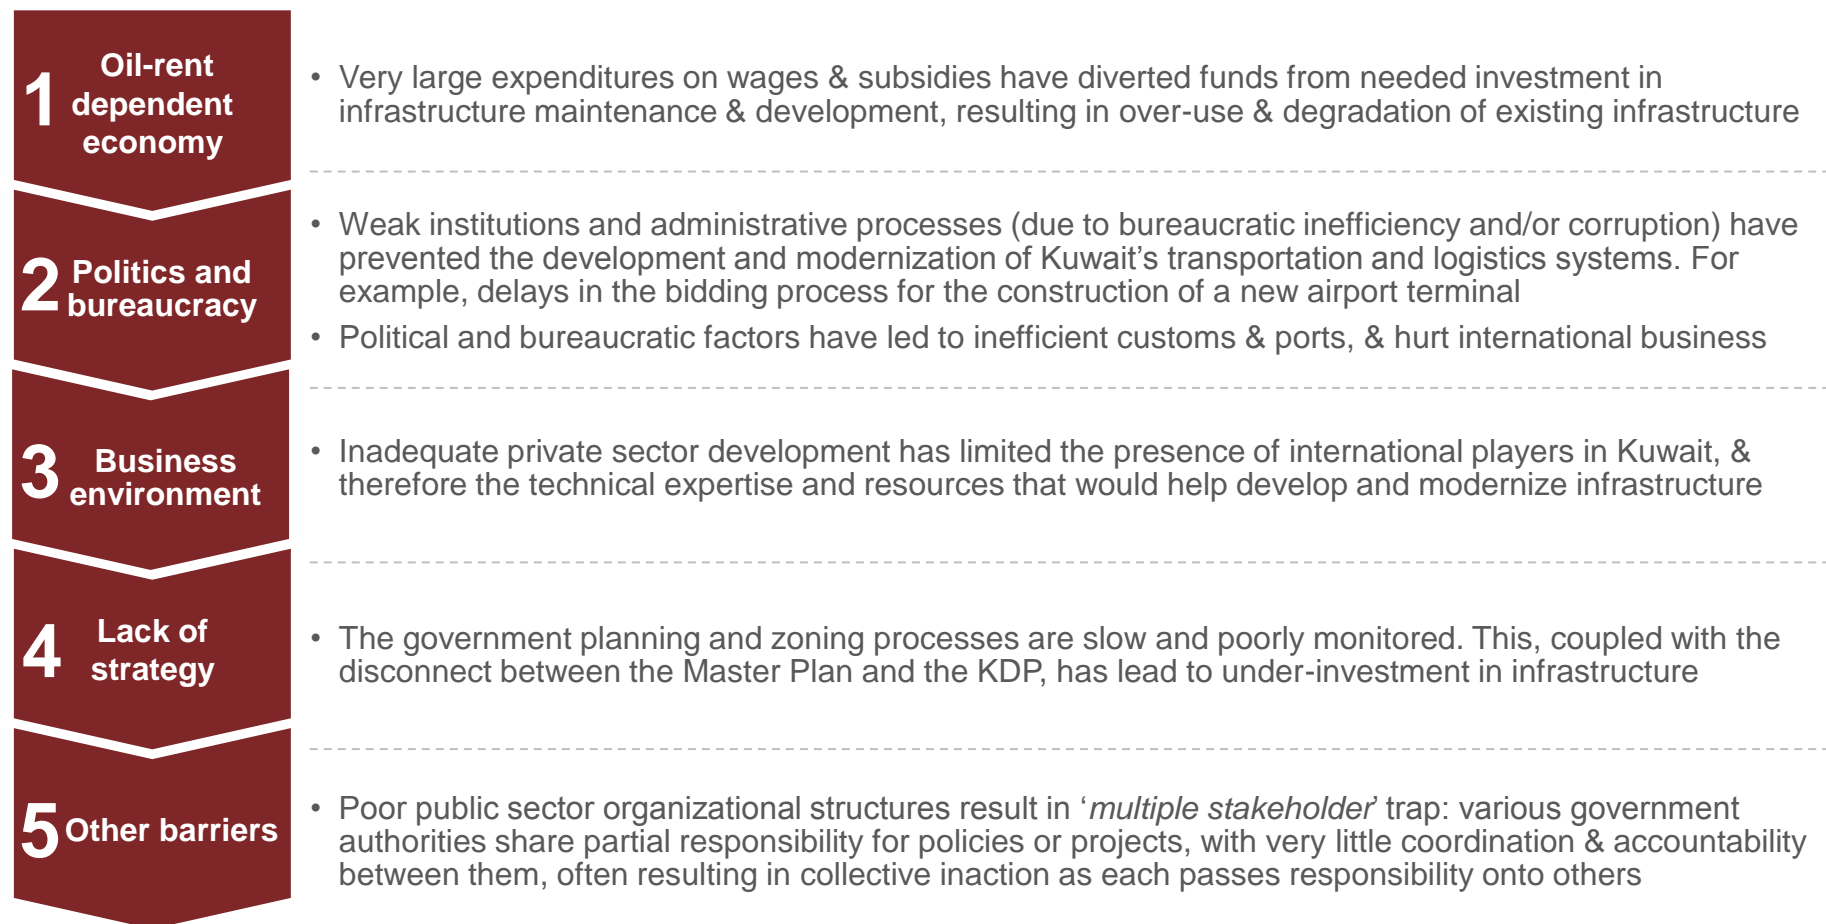 1
Oil-rent
dependent
economy
• Very large expenditures on wages & subsidies have diverted funds from needed investment in
infrastructure maintenance & development, resulting in over-use & degradation of existing infrastructure
2
Politics and
bureaucracy
• Weak institutions and administrative processes (due to bureaucratic inefficiency and/or corruption) have
prevented the development and modernization of Kuwait’s transportation and logistics systems. For
example, delays in the bidding process for the construction of a new airport terminal
• Political and bureaucratic factors have led to inefficient customs & ports, & hurt international business
3
Business
environment
• Inadequate private sector development has limited the presence of international players in Kuwait, &
therefore the technical expertise and resources that would help develop and modernize infrastructure
4
Lack of
strategy
• The government planning and zoning processes are slow and poorly monitored. This, coupled with the
disconnect between the Master Plan and the KDP, has lead to under-investment in infrastructure
5
Other barriers
• Poor public sector organizational structures result in ‘multiple stakeholder’ trap: various government
authorities share partial responsibility for policies or projects, with very little coordination & accountability
between them, often resulting in collective inaction as each passes responsibility onto others